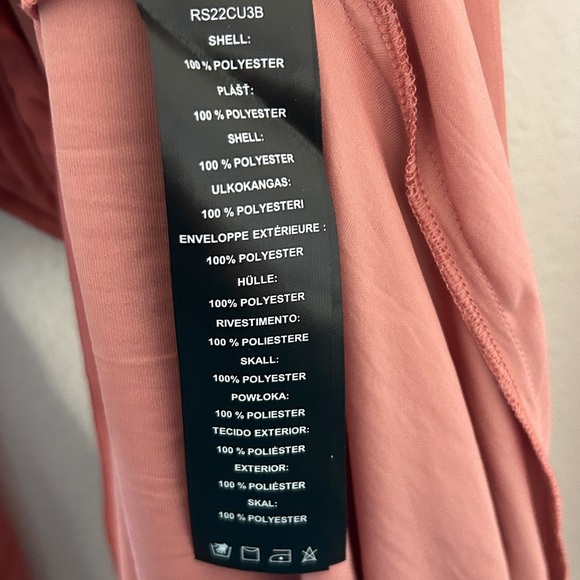 RS22CU3B
SHELL:
100 % POLYESTER
PLÁŠŤ:
100 % POLYESTER
SHELL:
100 % POLYESTER
ULKOKANGAS:
100 % POLYESTERI
ENVELOPPE EXTÉRIEURE :
100% POLYESTER
HÜLLE:
100% POLYESTER
RIVESTIMENTO:
100 % POLIESTERE
SKALL:
100% POLYESTER
POWŁOKA:
100 % POLIESTER
TECIDO EXTERIOR:
100 % POLIÉSTER
EXTERIOR:
100 % POLIÉSTER
SKAL:
100 % POLYESTER